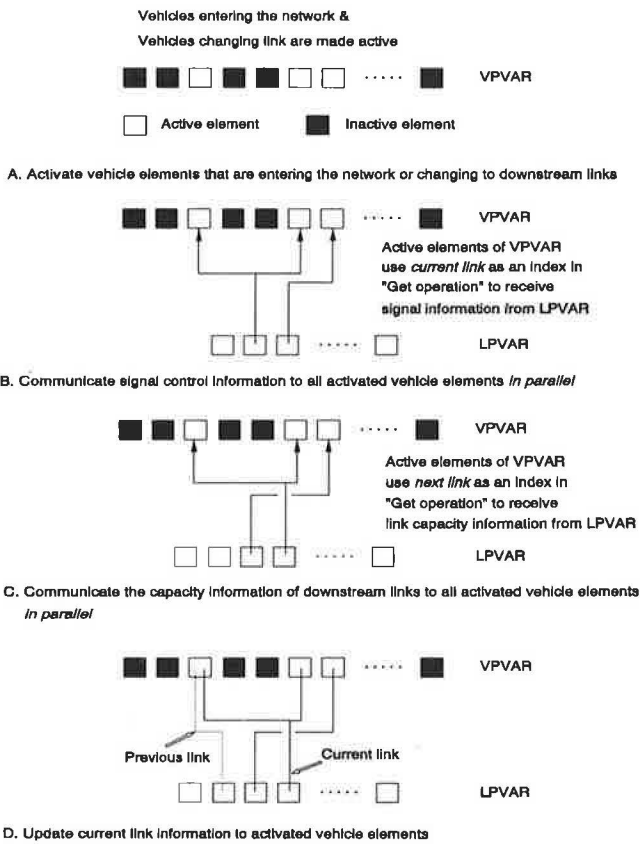 Vehicles entering the network &
Vehicles changing link are made active
..... VPVAR
Active element Inactive element
A. Activate vehicle elements that are entering the network or changing to downstream links
..... VPVAR
Active elements of VPVAR
use current link as an index in
"Get operation" to receive
signal information from LPVAR
..... LPVAR
B. Communicate signal control information to all activated vehicle elements in parallel
..... VPVAR
Active elements of VPVAR
use next link as an index in
"Get operation" to receive
link capacity information from LPVAR
..... LPVAR
C. Communicate the capacity information of downstream links to all activated vehicle elements
in parallel
..... VPVAR
Previous link
Current link
..... LPVAR
D. Update current link information to activated vehicle elements